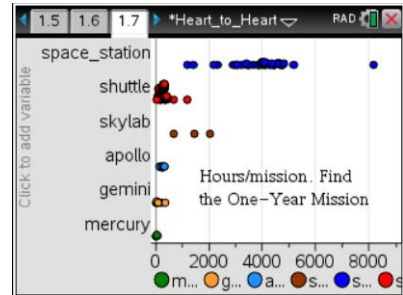 1.5 1.6 1.7 *Heart_to_Heart RAD
Click to add variable
space_station
shuttle
skylab
apollo
gemini
mercury
Hours/mission. Find
the One-Year Mission
0 2000 4000 6000 8000
m... g... a... s... s... s